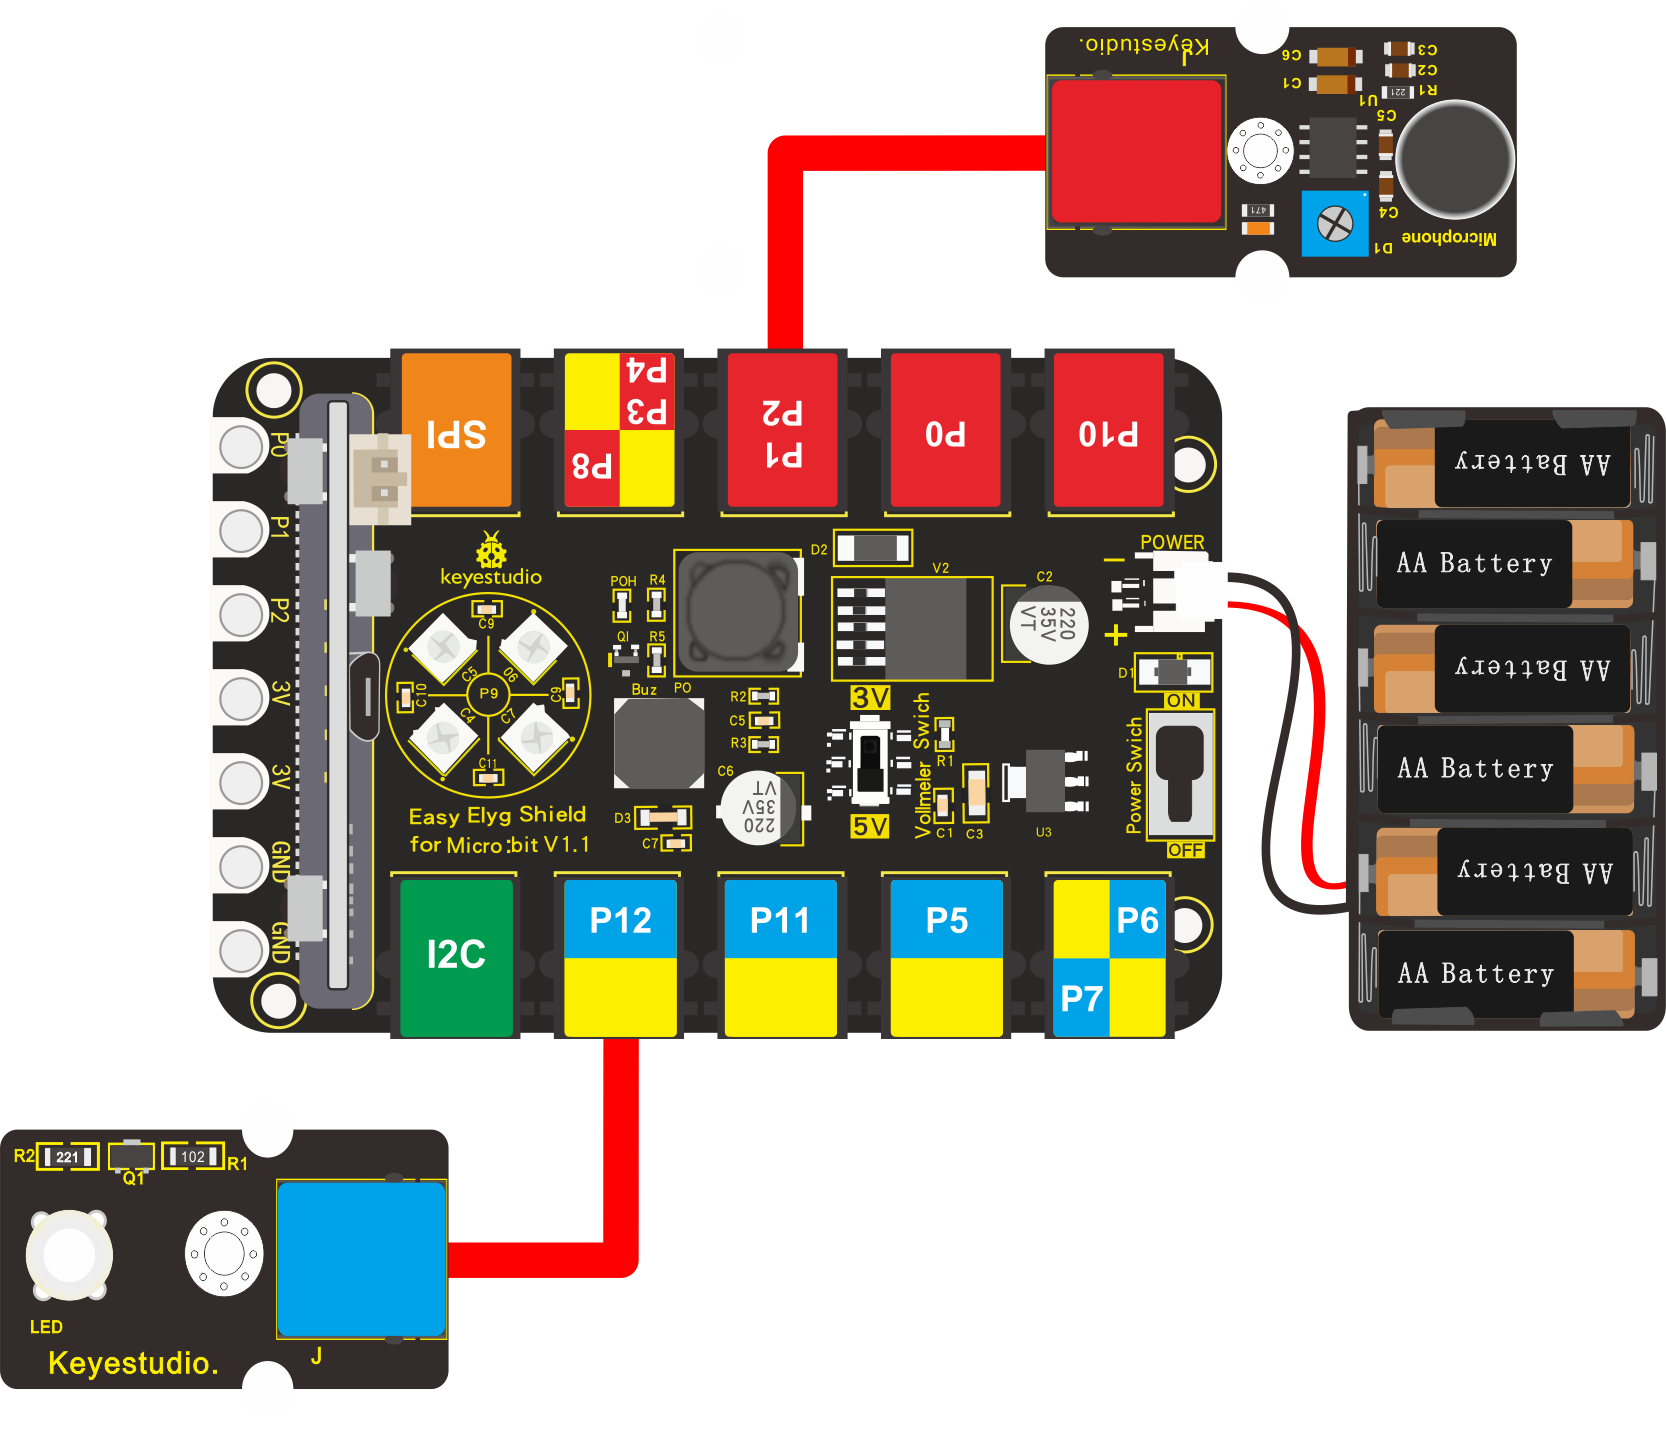 Keyestudio.
J
C6
C1
C3
C2
R1
221
U1
C5
C4
471
D1
Microphone
SPI
P4
P3
P8
P2
P1
P0
P10
P0
P1
P2
3V
3V
GND
GND
keyestudio
C9
C10
C5
06
P9
C9
C4
C7
C11
Easy Elyg Shield
for Micro:bit V1.1
POH
R4
Q1
R5
Buz
PO
R2
C5
R3
C6
D3
C7
220
35V
VT
D2
V2
C2
220
35V
VT
3V
5V
Vollmeler Swich
R1
C1
C3
U3
POWER
−
+
D1
ON
Power Swich
OFF
I2C
P12
P11
P5
P6
P7
AA Battery
AA Battery
AA Battery
AA Battery
AA Battery
AA Battery
R2
221
Q1
102
R1
LED
Keyestudio.
J